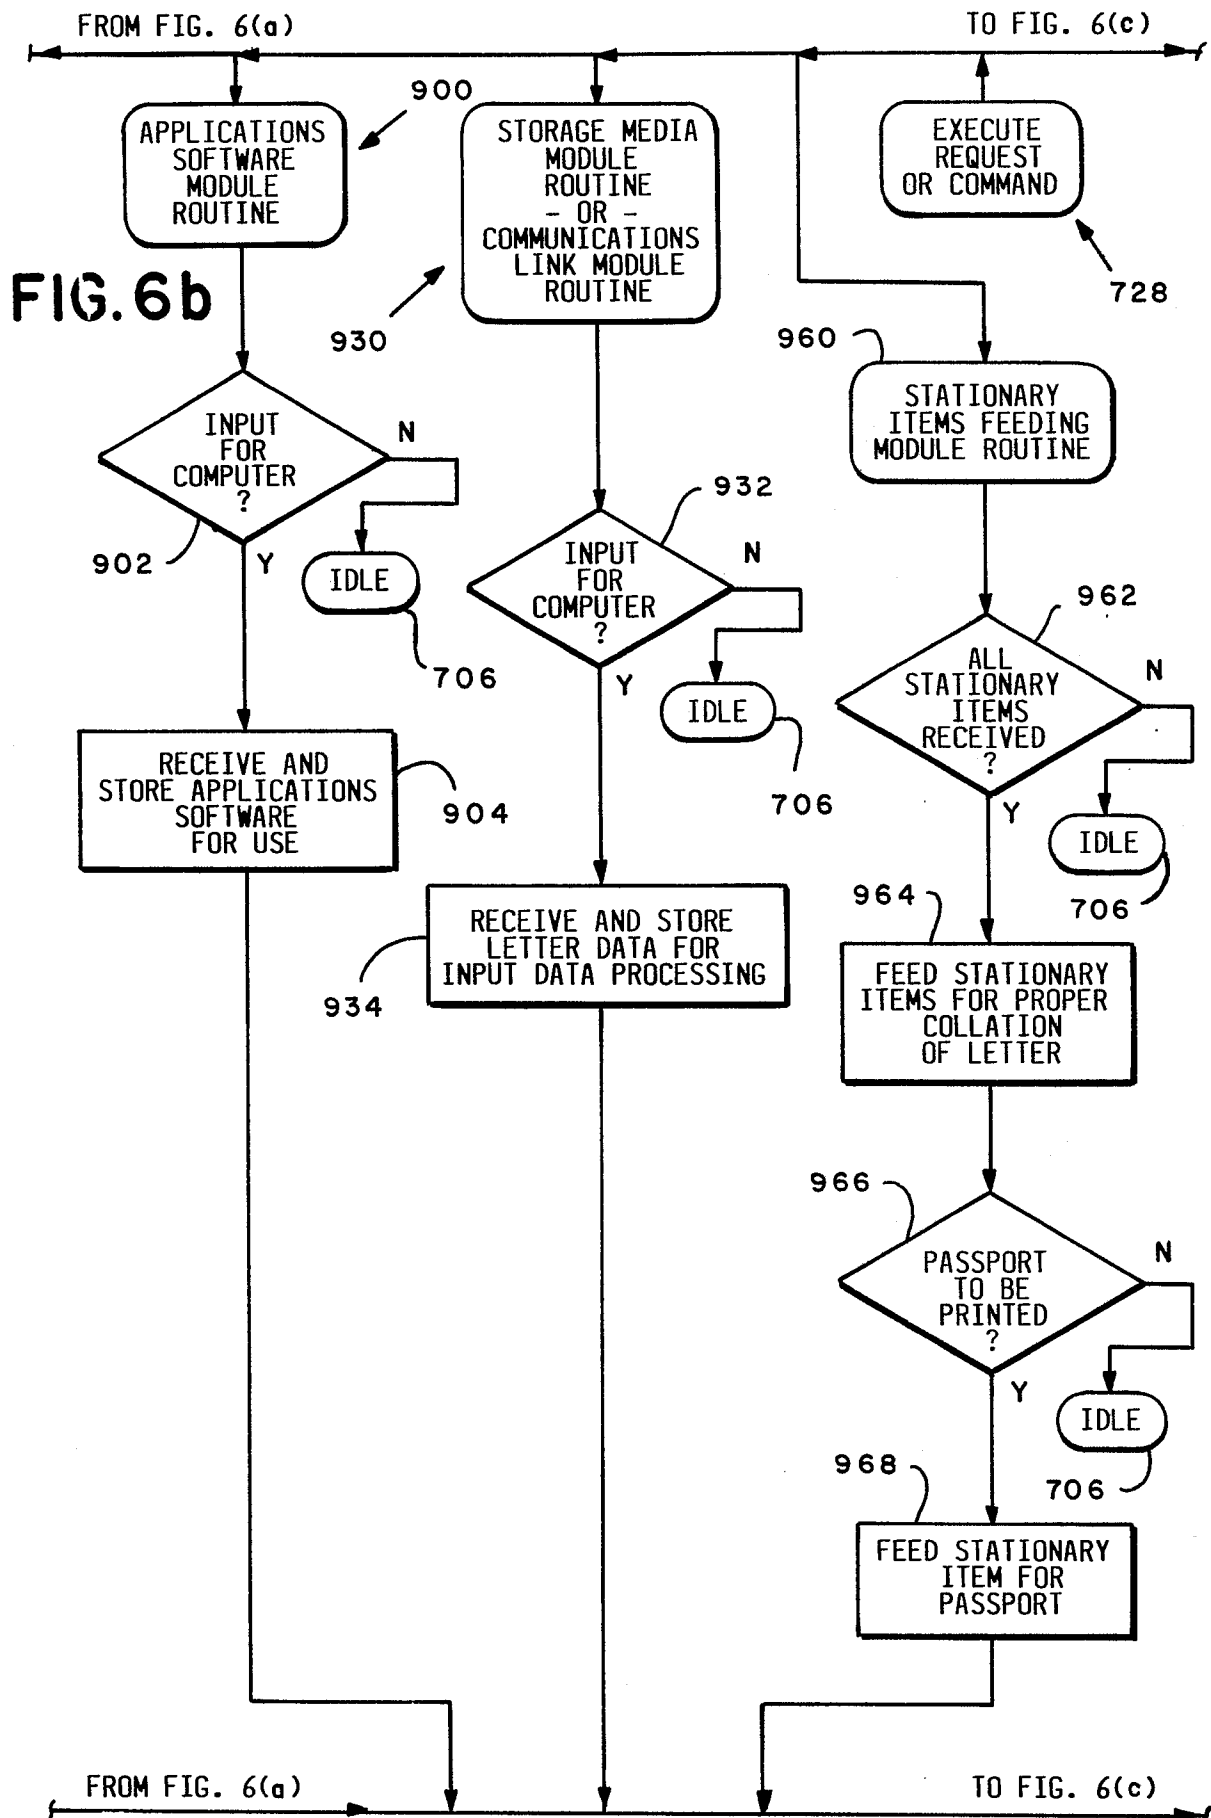 FROM FIG. 6(a)
TO FIG. 6(c)
900
APPLICATIONS
SOFTWARE
MODULE
ROUTINE
STORAGE MEDIA
MODULE
ROUTINE
- OR -
COMMUNICATIONS
LINK MODULE
ROUTINE
EXECUTE
REQUEST
OR COMMAND
728
FIG. 6b
930
960
STATIONARY
ITEMS FEEDING
MODULE ROUTINE
INPUT
FOR
COMPUTER
?
N
902
Y
IDLE
706
932
INPUT
FOR
COMPUTER
?
N
Y
IDLE
706
962
ALL
STATIONARY
ITEMS
RECEIVED
?
N
Y
IDLE
706
RECEIVE AND
STORE APPLICATIONS
SOFTWARE
FOR USE
904
RECEIVE AND STORE
LETTER DATA FOR
INPUT DATA PROCESSING
934
964
FEED STATIONARY
ITEMS FOR PROPER
COLLATION
OF LETTER
966
PASSPORT
TO BE
PRINTED
?
N
Y
IDLE
706
968
FEED STATIONARY
ITEM FOR
PASSPORT
FROM FIG. 6(a)
TO FIG. 6(c)